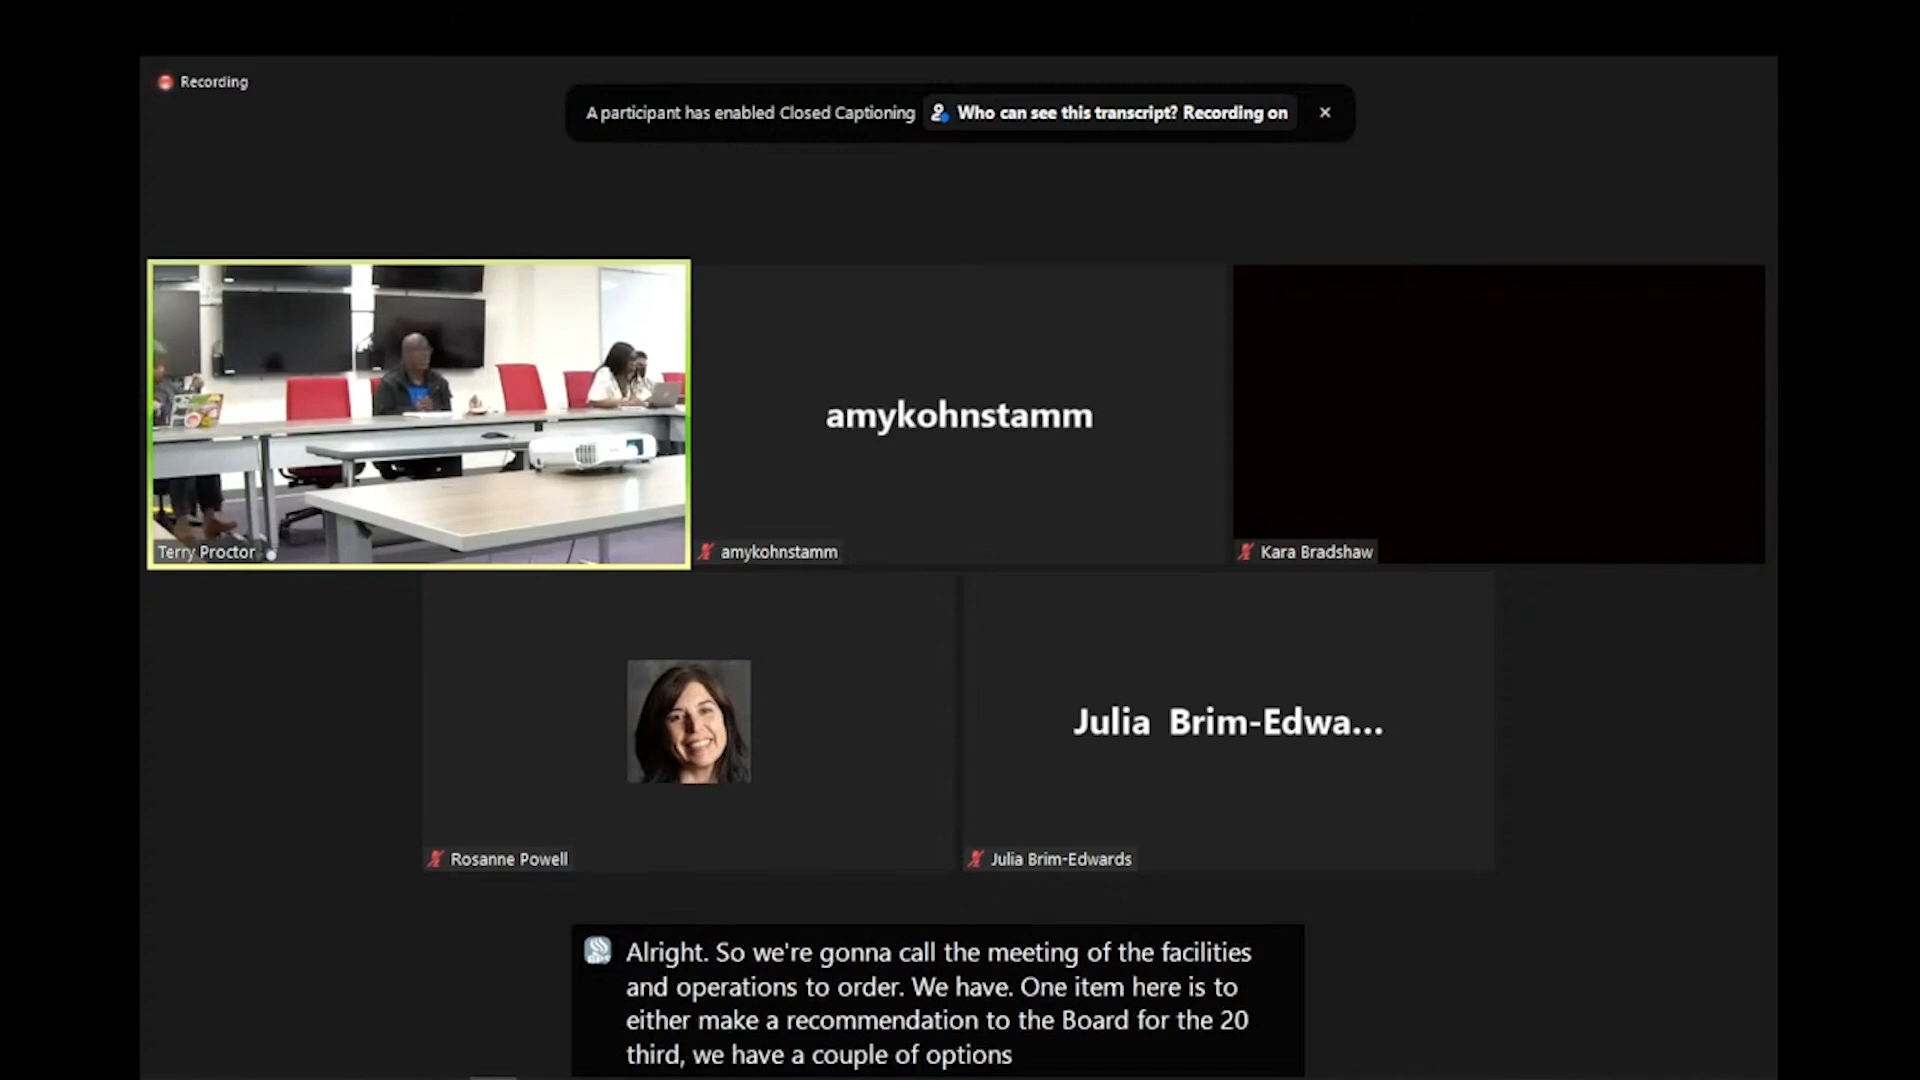 Recording
A participant has enabled Closed Captioning Who can see this transcript? Recording on
amykohnstamm
Terry Proctor
amykohnstamm
Kara Bradshaw
Julia Brim-Edwa...
Rosanne Powell
Julia Brim-Edwards
Alright. So we're gonna call the meeting of the facilities
and operations to order. We have. One item here is to
either make a recommendation to the Board for the 20
third, we have a couple of options